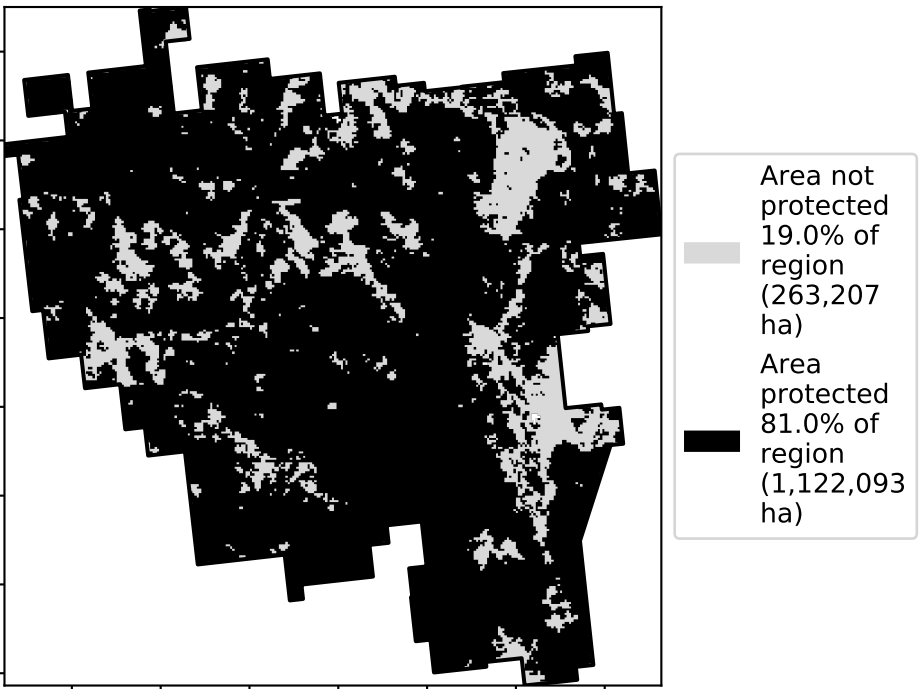 Area not
protected
19.0% of
region
(263,207
ha)
Area
protected
81.0% of
region
(1,122,093
ha)